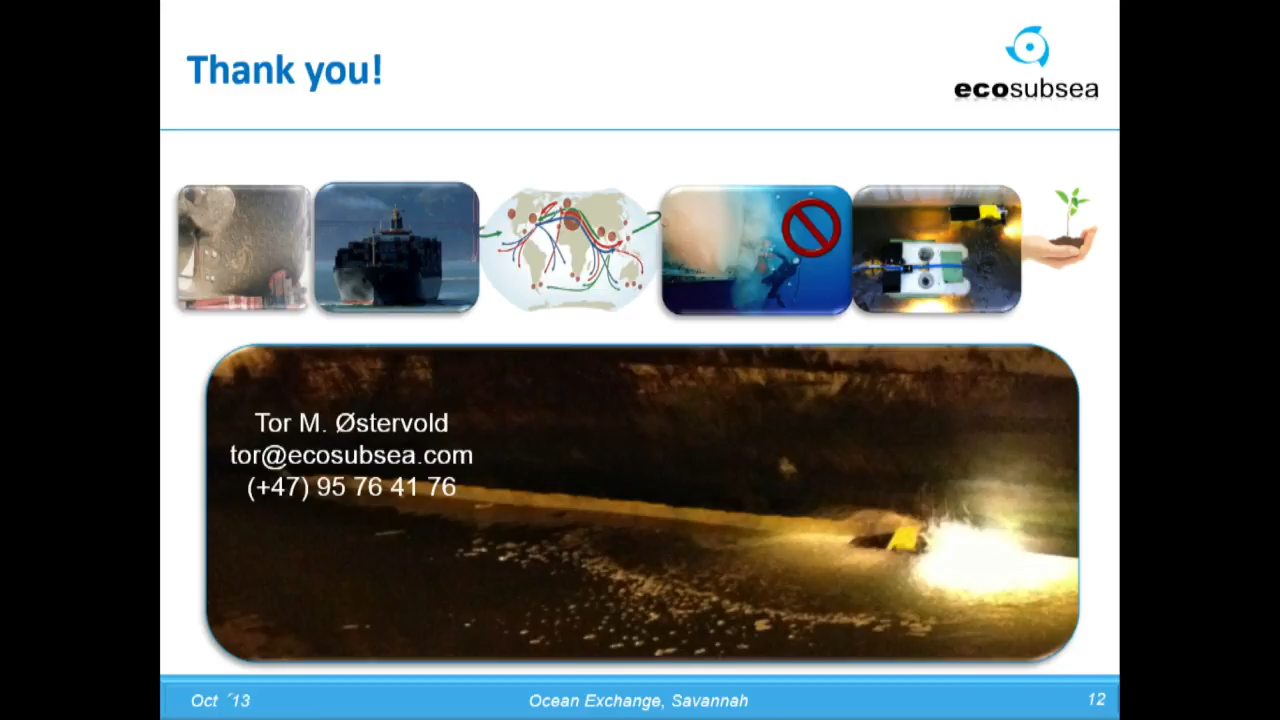 Thank you!
ecosubsea
Tor M. Østervold
tor@ecosubsea.com
(+47) 95 76 41 76
Oct ´13
Ocean Exchange, Savannah
12